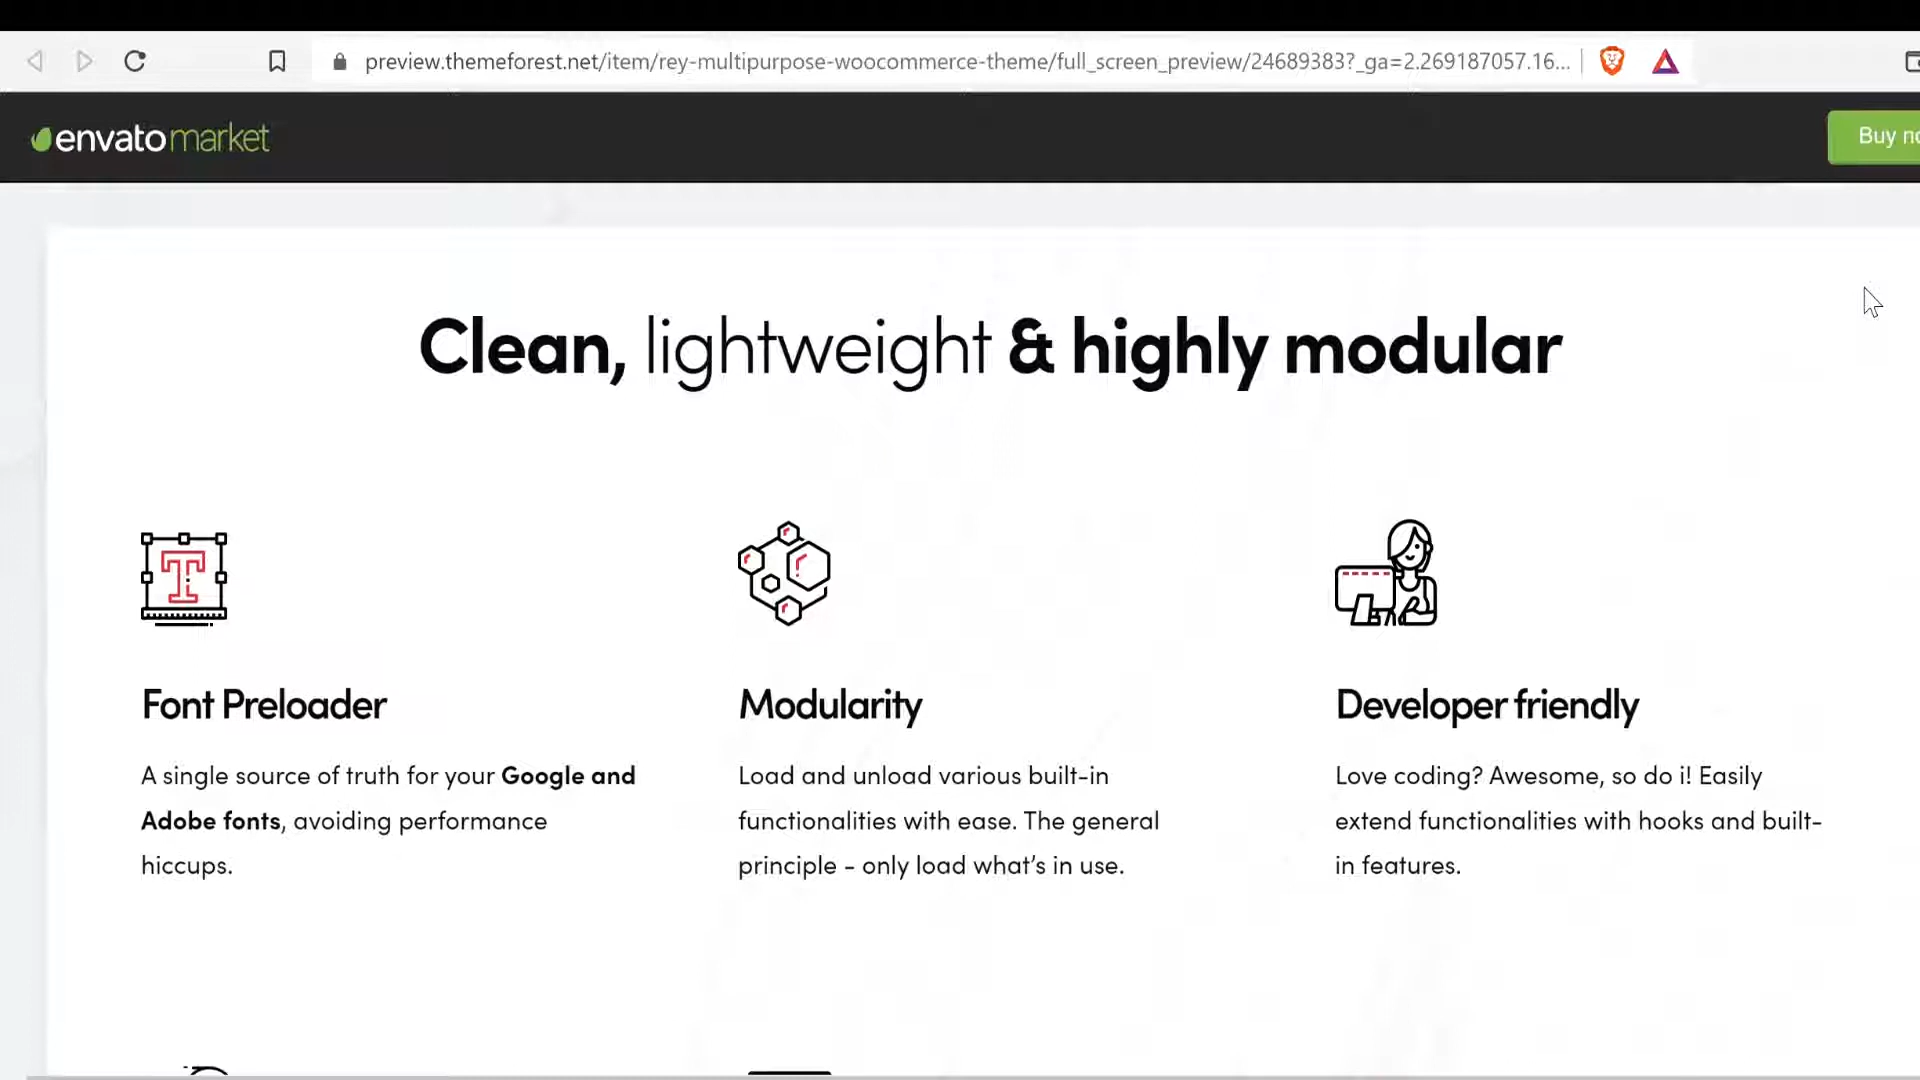 preview.themeforest.net/item/rey-multipurpose-woocommerce-theme/full_screen_preview/24689383?_ga=2.269187057.16...
envatomarket
Buy
Clean, lightweight & highly modular
Font Preloader
A single source of truth for your Google and
Adobe fonts, avoiding performance
hiccups.
Modularity
Load and unload various built-in
functionalities with ease. The general
principle - only load what's in use.
Developer friendly
Love coding? Awesome, so do i! Easily
extend functionalities with hooks and built-
in features.